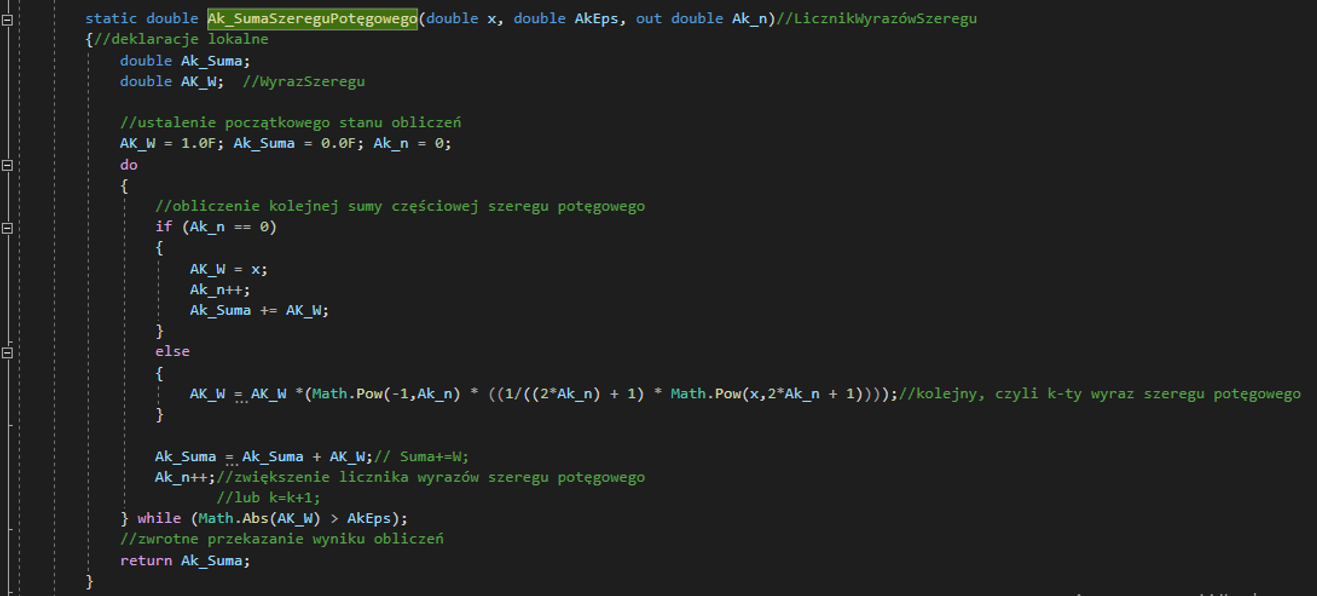 static double Ak_SumaSzereguPotęgowego(double x, double AkEps, out double Ak_n)//LicznikWyrazówSzeregu
{//deklaracje lokalne
double Ak_Suma;
double AK_W;  //WyrazSzeregu
//ustalenie początkowego stanu obliczeń
AK_W = 1.0F; Ak_Suma = 0.0F; Ak_n = 0;
do
{
//obliczenie kolejnej sumy częściowej szeregu potęgowego
if (Ak_n == 0)
{
AK_W = x;
Ak_n++;
Ak_Suma += AK_W;
}
else
{
AK_W = AK_W *(Math.Pow(-1,Ak_n) * ((1/((2*Ak_n) + 1) * Math.Pow(x,2*Ak_n + 1))));//kolejny, czyli k-ty wyraz szeregu potęgowego
}
Ak_Suma = Ak_Suma + AK_W;// Suma+=W;
Ak_n++;//zwiększenie licznika wyrazów szeregu potęgowego
//lub k=k+1;
} while (Math.Abs(AK_W) > AkEps);
//zwrotne przekazanie wyniku obliczeń
return Ak_Suma;
}